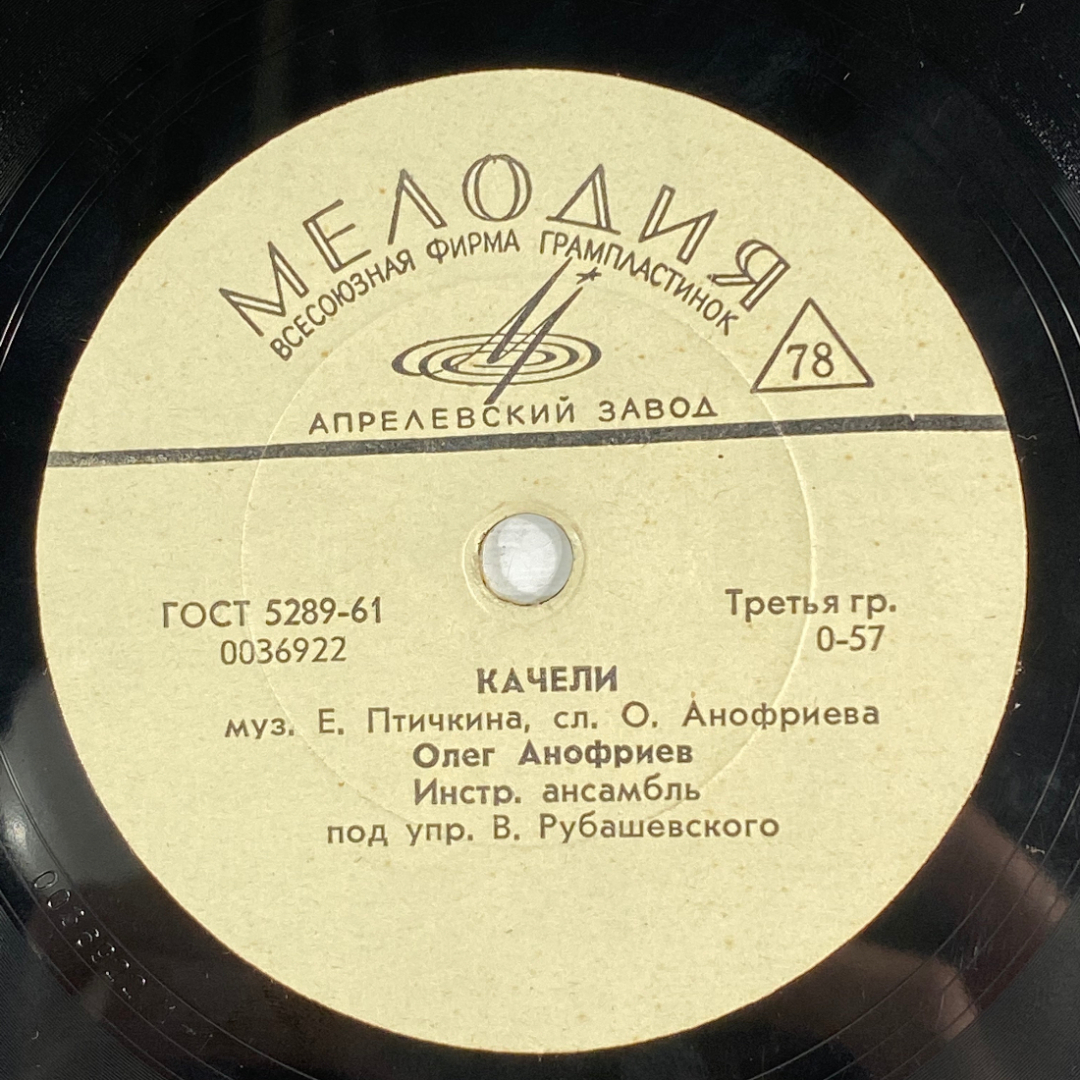 МЕЛОДИЯ
ВСЕСОЮЗНАЯ ФИРМА ГРАМПЛАСТИНОК
78
АПРЕЛЕВСКИЙ ЗАВОД
ГОСТ 5289-61
0036922
Третья гр.
0-57
КАЧЕЛИ
муз. Е. Птичкина, сл. О. Анофриева
Олег Анофриев
Инстр. ансамбль
под упр. В. Рубашевского
0036922